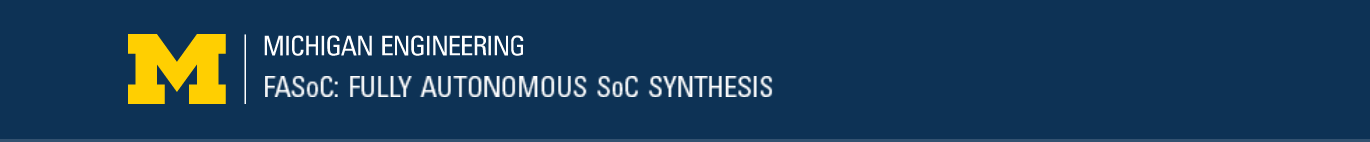 M
MICHIGAN ENGINEERING
FASoC: FULLY AUTONOMOUS SoC SYNTHESIS